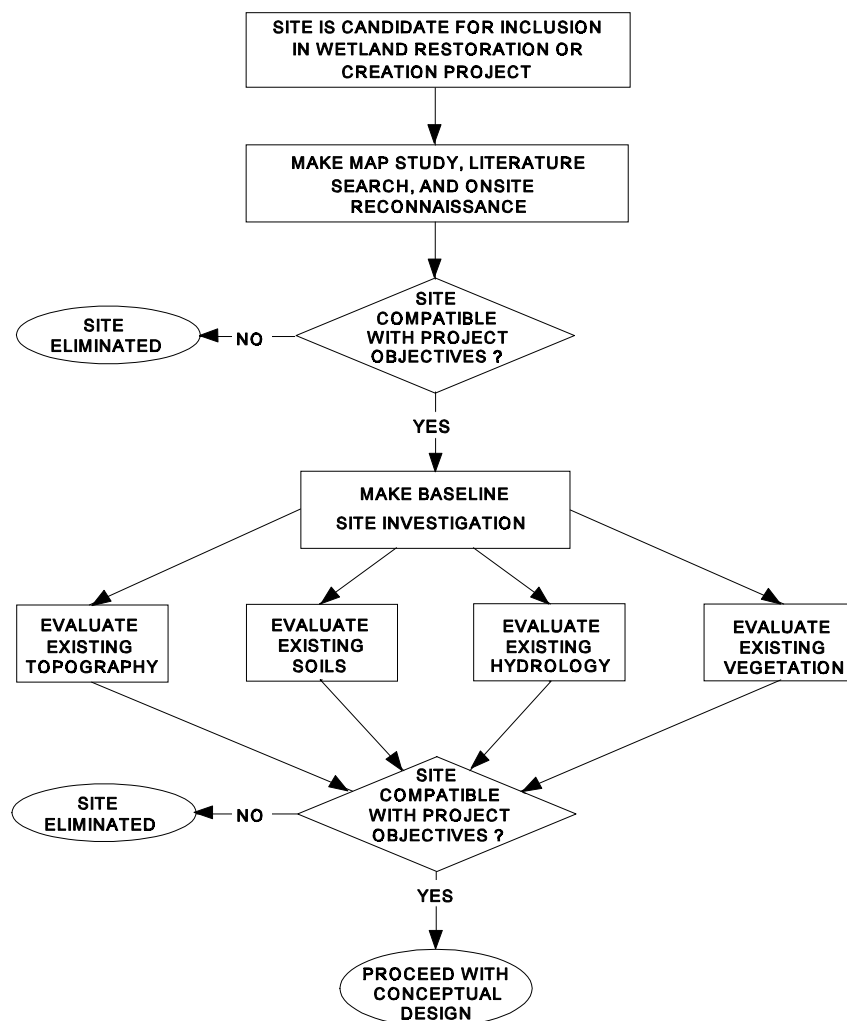 SITE IS CANDIDATE FOR INCLUSION
IN WETLAND RESTORATION OR
CREATION PROJECT
MAKE MAP STUDY, LITERATURE
SEARCH, AND ONSITE
RECONNAISSANCE
SITE
COMPATIBLE
WITH PROJECT
OBJECTIVES ?
NO
SITE
ELIMINATED
YES
MAKE BASELINE
SITE INVESTIGATION
EVALUATE
EXISTING
TOPOGRAPHY
EVALUATE
EXISTING
SOILS
EVALUATE
EXISTING
HYDROLOGY
EVALUATE
EXISTING
VEGETATION
SITE
COMPATIBLE
WITH PROJECT
OBJECTIVES ?
NO
SITE
ELIMINATED
YES
PROCEED WITH
CONCEPTUAL
DESIGN